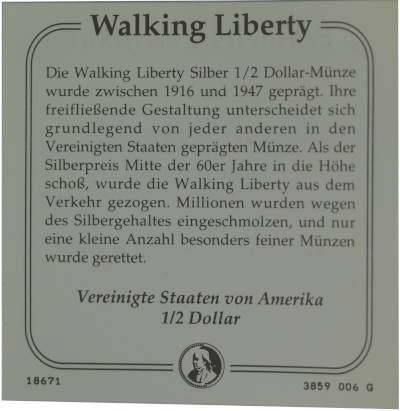 Walking Liberty
Die Walking Liberty Silber 1/2 Dollar-Münze
wurde zwischen 1916 und 1947 geprägt. Ihre
freifließende Gestaltung unterscheidet sich
grundlegend von jeder anderen in den
Vereinigten Staaten geprägten Münze. Als der
Silberpreis Mitte der 60er Jahre in die Höhe
schoß, wurde die Walking Liberty aus dem
Verkehr gezogen. Millionen wurden wegen
des Silbergehaltes eingeschmolzen, und nur
eine kleine Anzahl besonders feiner Münzen
wurde gerettet.
Vereinigte Staaten von Amerika
1/2 Dollar
18671
3859 006 G